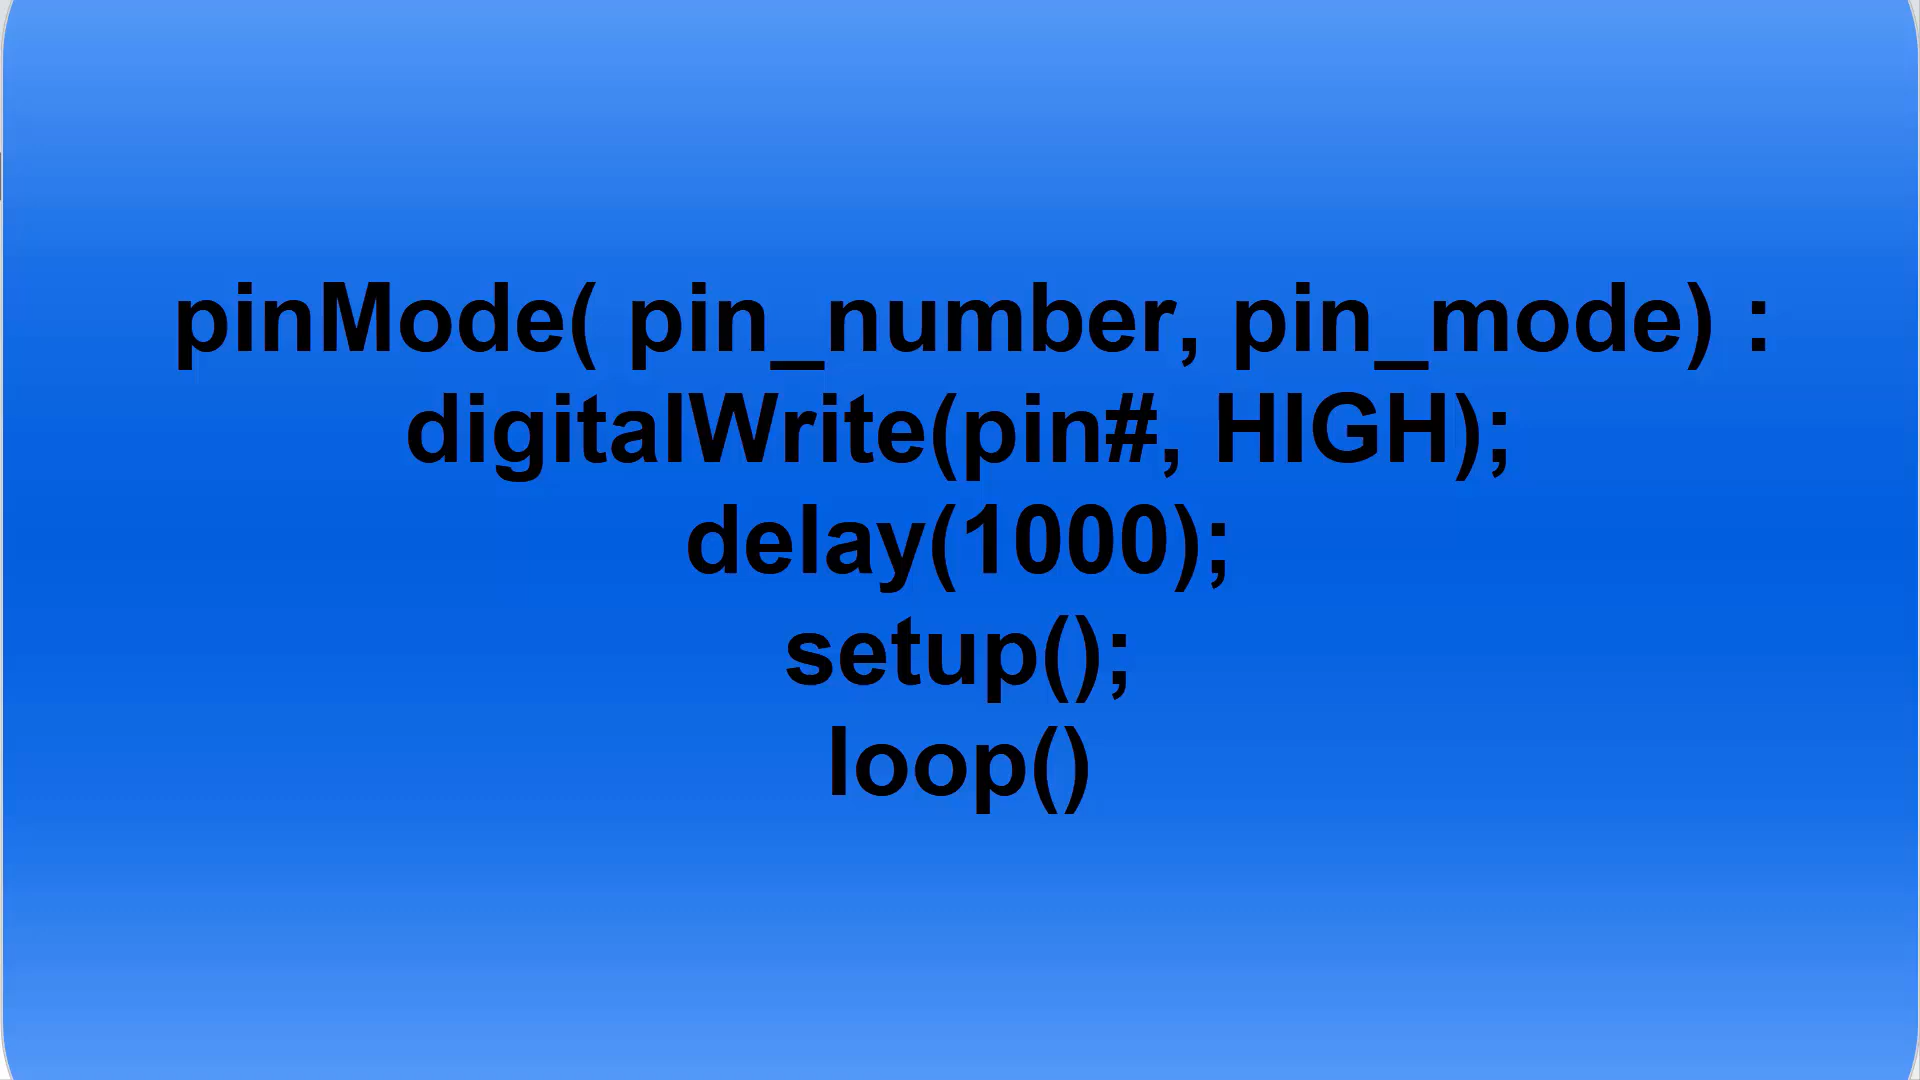 pinMode( pin_number, pin_mode) :
digitalWrite(pin#, HIGH);
delay(1000);
setup();
loop()